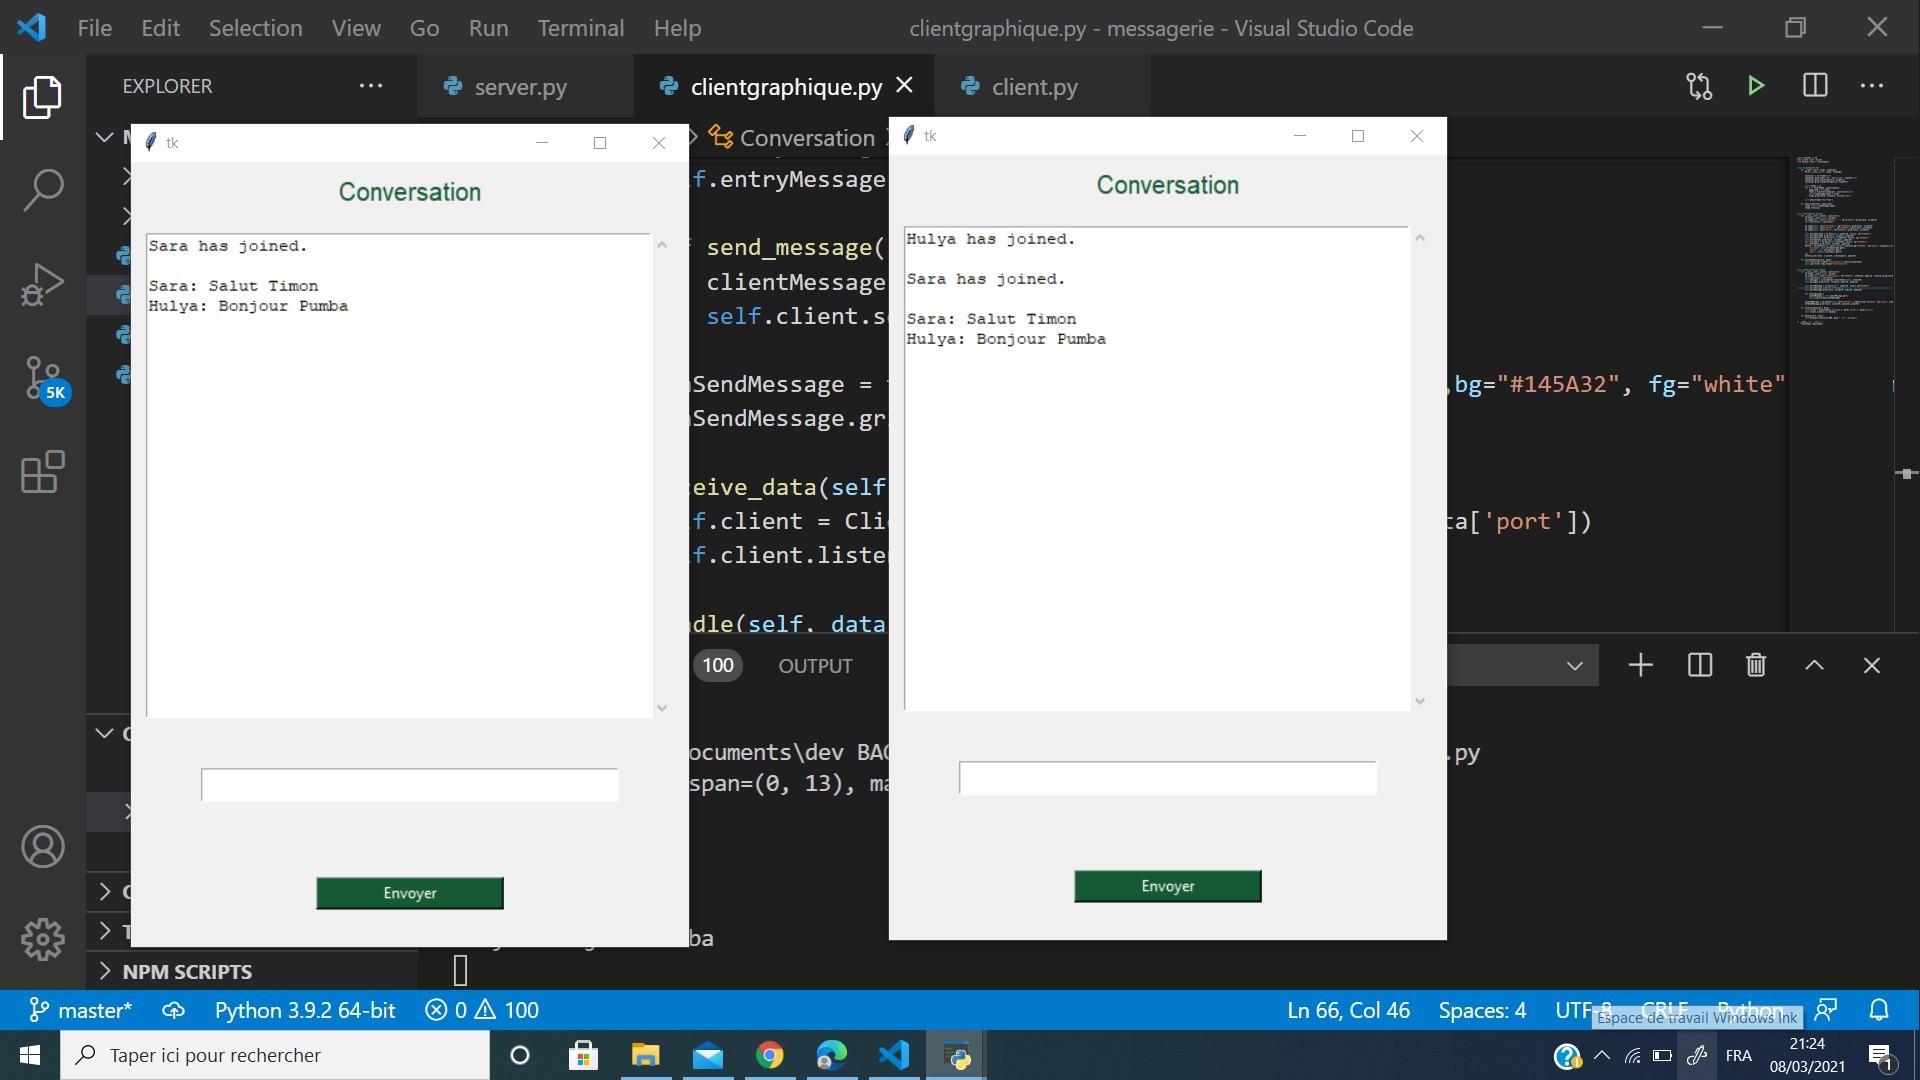 File Edit Selection View Go Run Terminal Help
clientgraphique.py - messagerie - Visual Studio Code
EXPLORER
server.py
clientgraphique.py
client.py
Conversation
tk
Conversation
Sara has joined.
Sara: Salut Timon
Hulya: Bonjour Pumba
Envoyer
tk
Conversation
Hulya has joined.
Sara has joined.
Sara: Salut Timon
Hulya: Bonjour Pumba
Envoyer
.entryMessage
send_message(
clientMessage
self.client.s
SendMessage =
,bg="#145A32", fg="white"
SendMessage.gr
eive_data(self
.client = Cli
ta['port'])
.client.liste
dle(self, data
100
OUTPUT
ocuments\dev BAC
.py
span=(0, 13), ma
ba
NPM SCRIPTS
5K
master*
Python 3.9.2 64-bit
0
100
Ln 66, Col 46
Spaces: 4
UTF-8
CRLF
Python
Espace de travail Windows Ink
Taper ici pour rechercher
FRA
21:24
08/03/2021
1